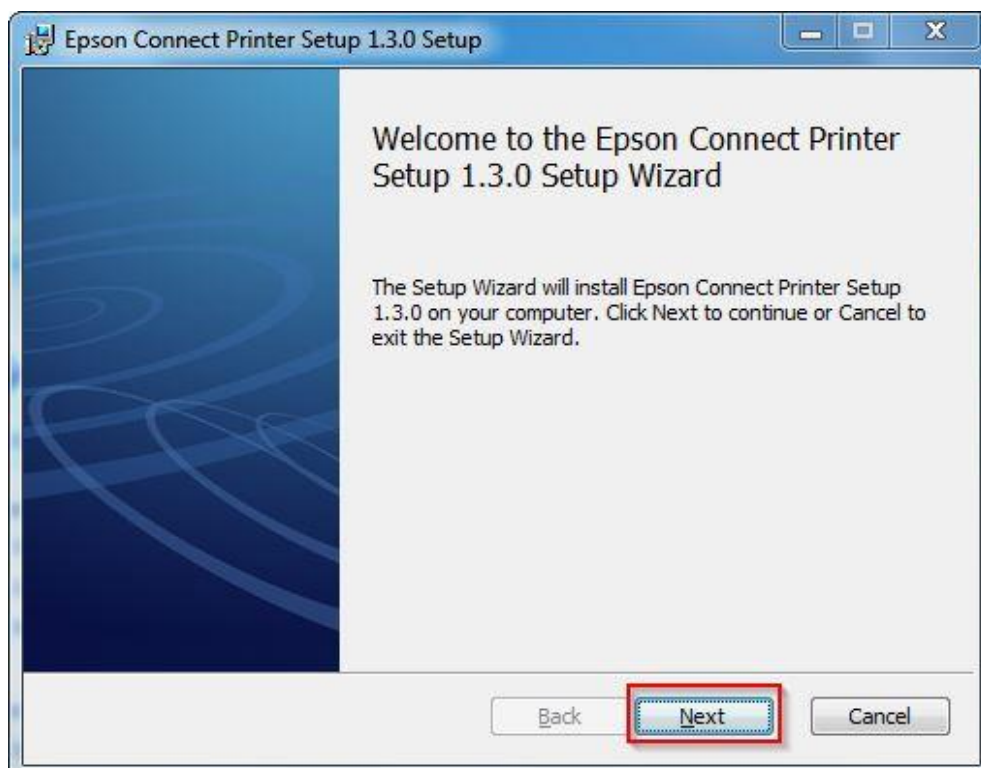 Epson Connect Printer Setup 1.3.0 Setup
Welcome to the Epson Connect Printer
Setup 1.3.0 Setup Wizard
The Setup Wizard will install Epson Connect Printer Setup
1.3.0 on your computer. Click Next to continue or Cancel to
exit the Setup Wizard.
Back
Next
Cancel